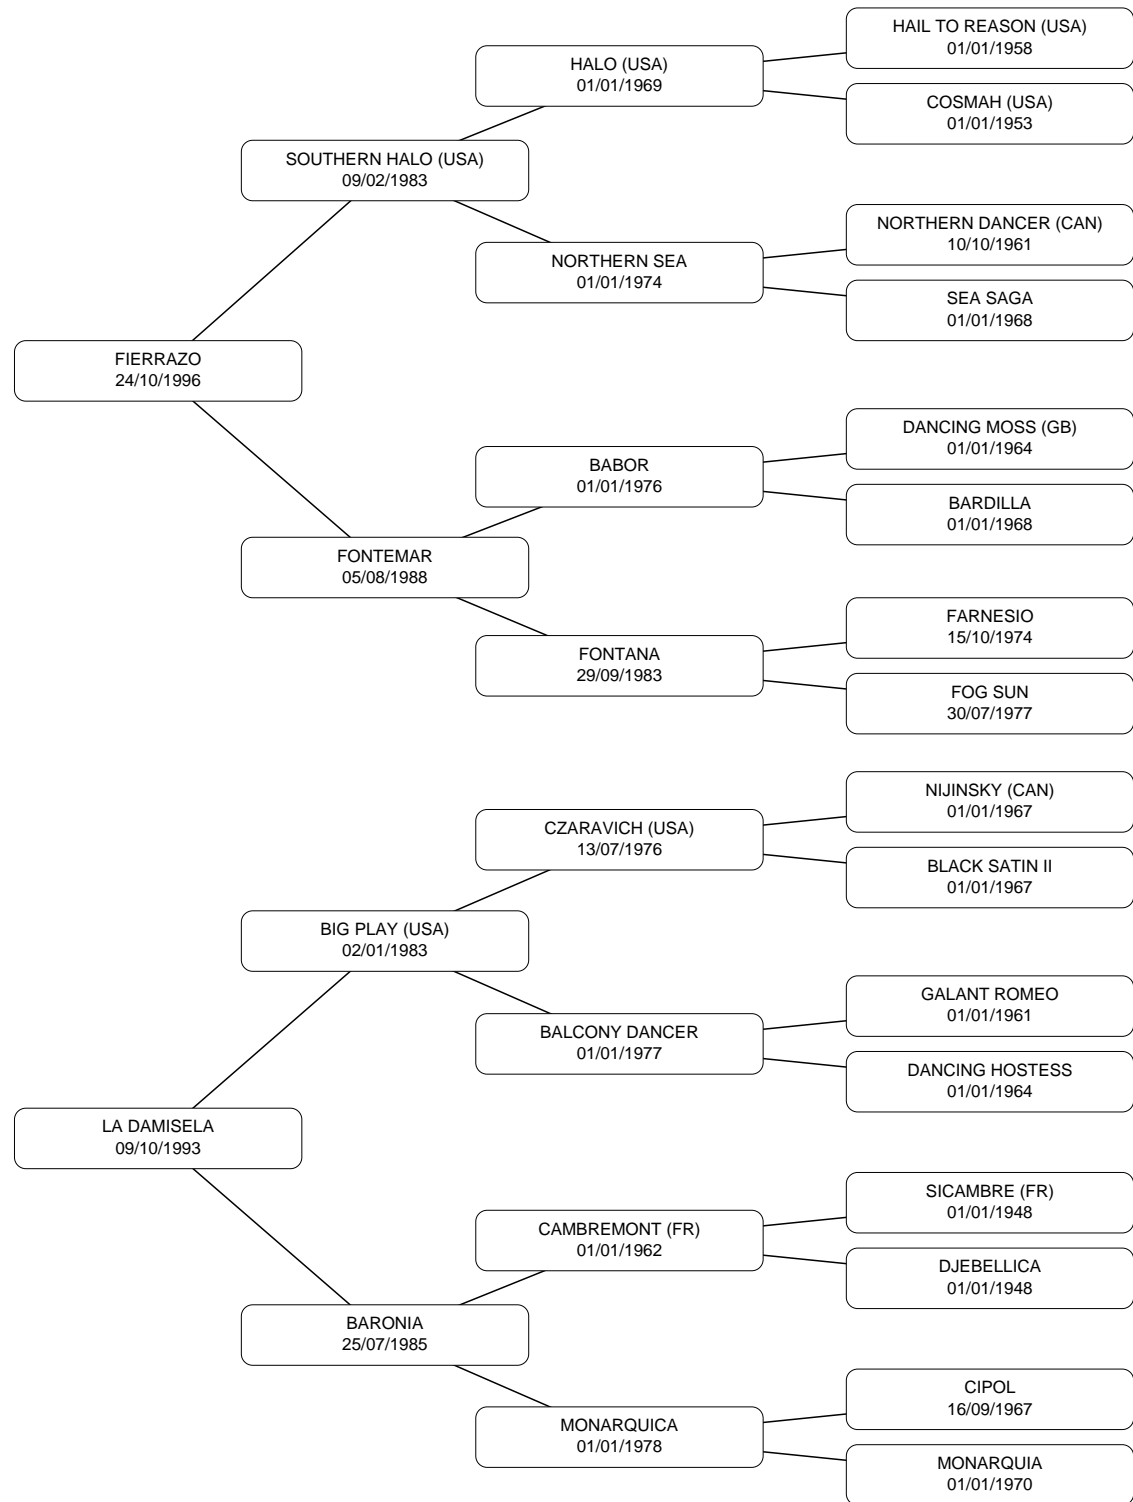 HAIL TO REASON (USA)
01/01/1958
HALO (USA)
01/01/1969
COSMAH (USA)
01/01/1953
SOUTHERN HALO (USA)
09/02/1983
NORTHERN DANCER (CAN)
10/10/1961
NORTHERN SEA
01/01/1974
SEA SAGA
01/01/1968
FIERRAZO
24/10/1996
DANCING MOSS (GB)
01/01/1964
BABOR
01/01/1976
BARDILLA
01/01/1968
FONTEMAR
05/08/1988
FARNESIO
15/10/1974
FONTANA
29/09/1983
FOG SUN
30/07/1977
NIJINSKY (CAN)
01/01/1967
CZARAVICH (USA)
13/07/1976
BLACK SATIN II
01/01/1967
BIG PLAY (USA)
02/01/1983
GALANT ROMEO
01/01/1961
BALCONY DANCER
01/01/1977
DANCING HOSTESS
01/01/1964
LA DAMISELA
09/10/1993
SICAMBRE (FR)
01/01/1948
CAMBREMONT (FR)
01/01/1962
DJEBELLICA
01/01/1948
BARONIA
25/07/1985
CIPOL
16/09/1967
MONARQUICA
01/01/1978
MONARQUIA
01/01/1970